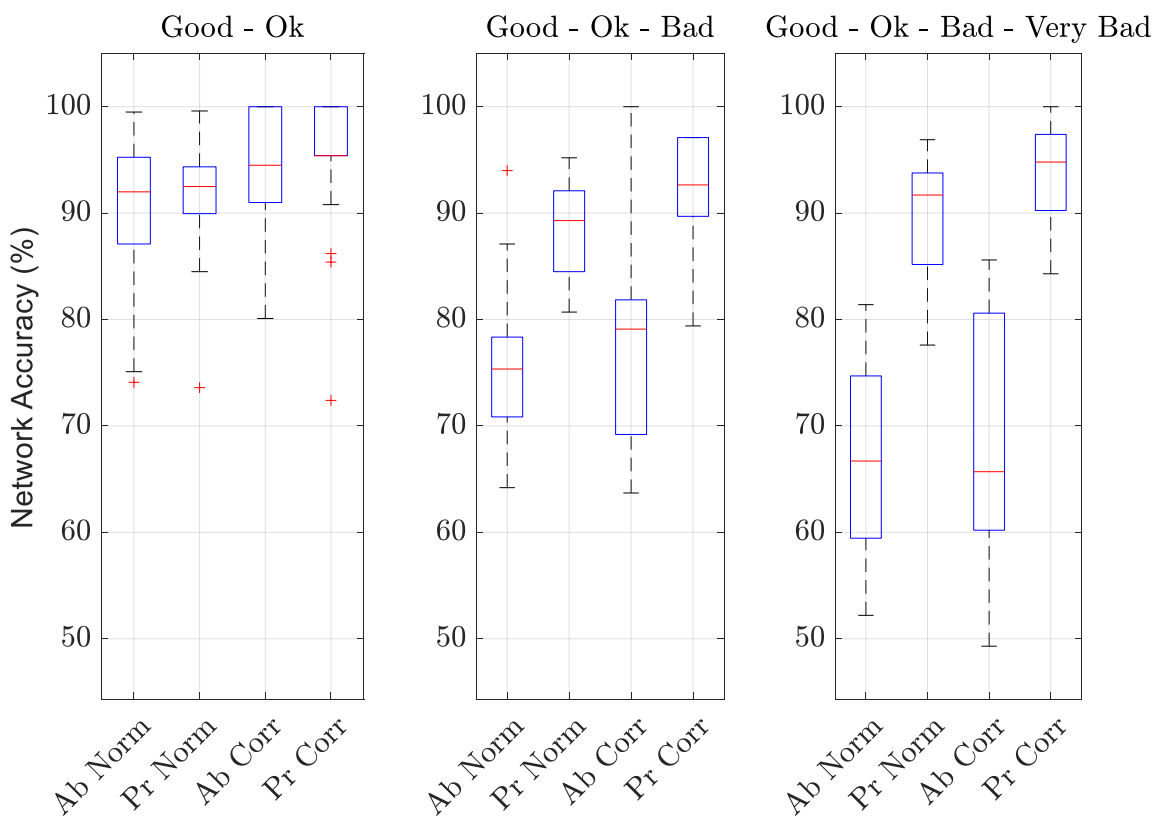 Good - Ok
Good - Ok - Bad
Good - Ok - Bad - Very Bad
Network Accuracy (%)
100
90
80
70
60
50
Ab Norm
Pr Norm
Ab Corr
Pr Corr
100
90
80
70
60
50
Ab Norm
Pr Norm
Ab Corr
Pr Corr
100
90
80
70
60
50
Ab Norm
Pr Norm
Ab Corr
Pr Corr